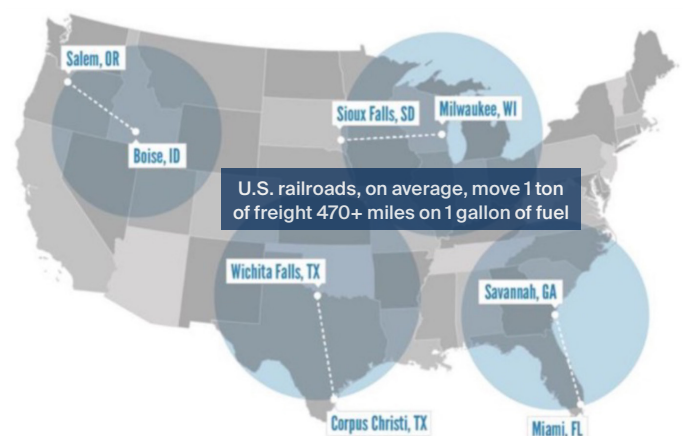 Salem, OR
Boise, ID
Sioux Falls, SD
Milwaukee, WI
U.S. railroads, on average, move 1 ton
of freight 470+ miles on 1 gallon of fuel
Wichita Falls, TX
Savannah, GA
Corpus Christi, TX
Miami, FL